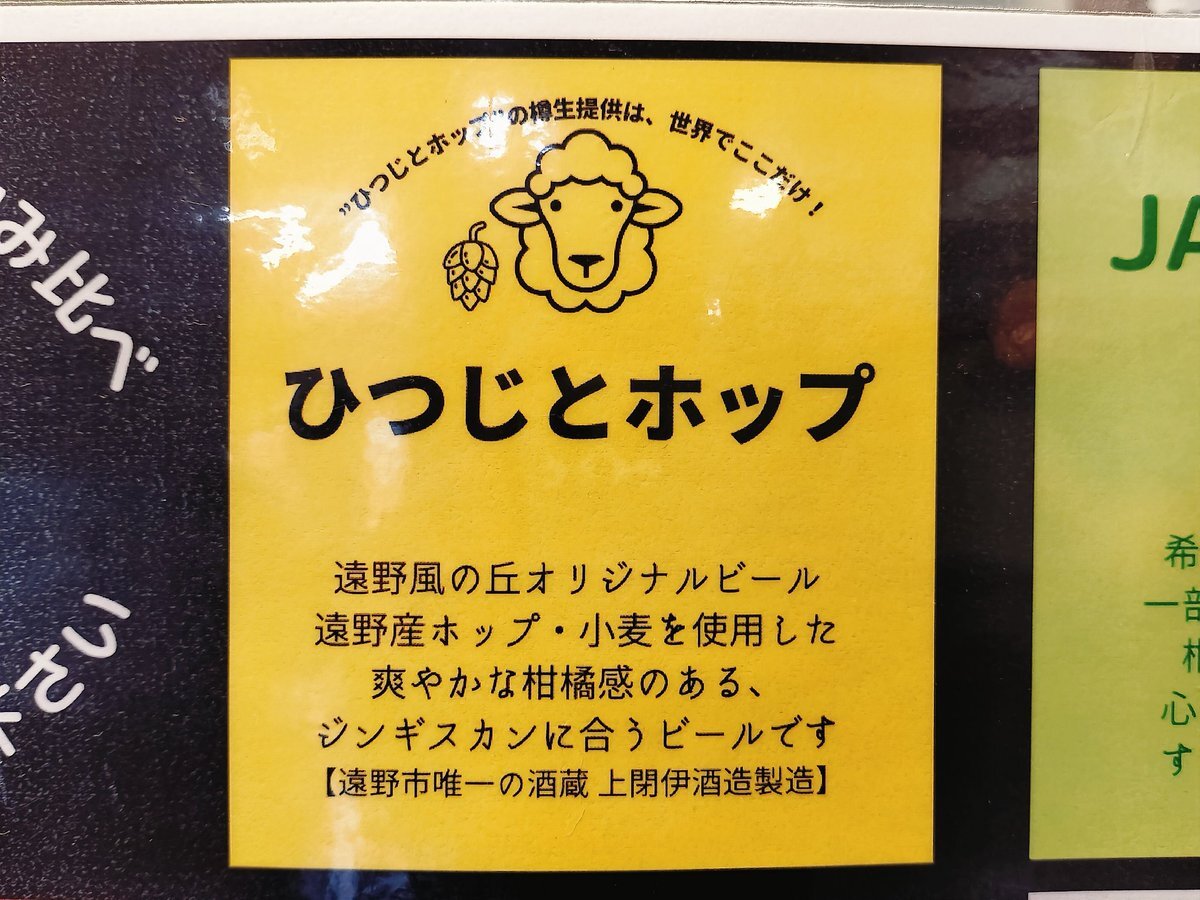 ”ひつじとホップ”の樽生提供は、世界でここだけ！
ひつじとホップ
遠野風の丘オリジナルビール
遠野産ホップ・小麦を使用した
爽やかな柑橘感のある、
ジンギスカンに合うビールです
【遠野市唯一の酒蔵 上閉伊酒造製造】
み比べ
JA
希
一部
柑
心
す